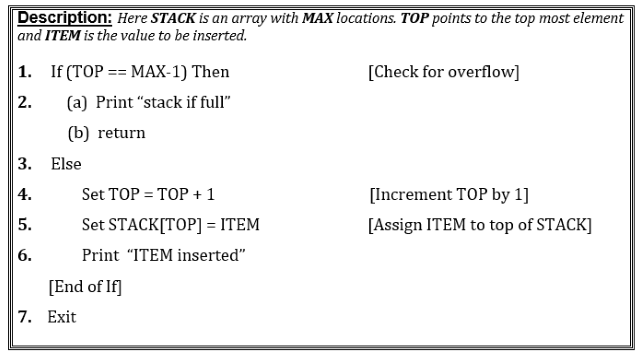 Description: Here STACK is an array with MAX locations. TOP points to the top most element
and ITEM is the value to be inserted.
1. If (TOP == MAX-1) Then [Check for overflow]
2. (a) Print “stack if full”
(b) return
3. Else
4. Set TOP = TOP + 1 [Increment TOP by 1]
5. Set STACK[TOP] = ITEM [Assign ITEM to top of STACK]
6. Print “ITEM inserted”
[End of If]
7. Exit